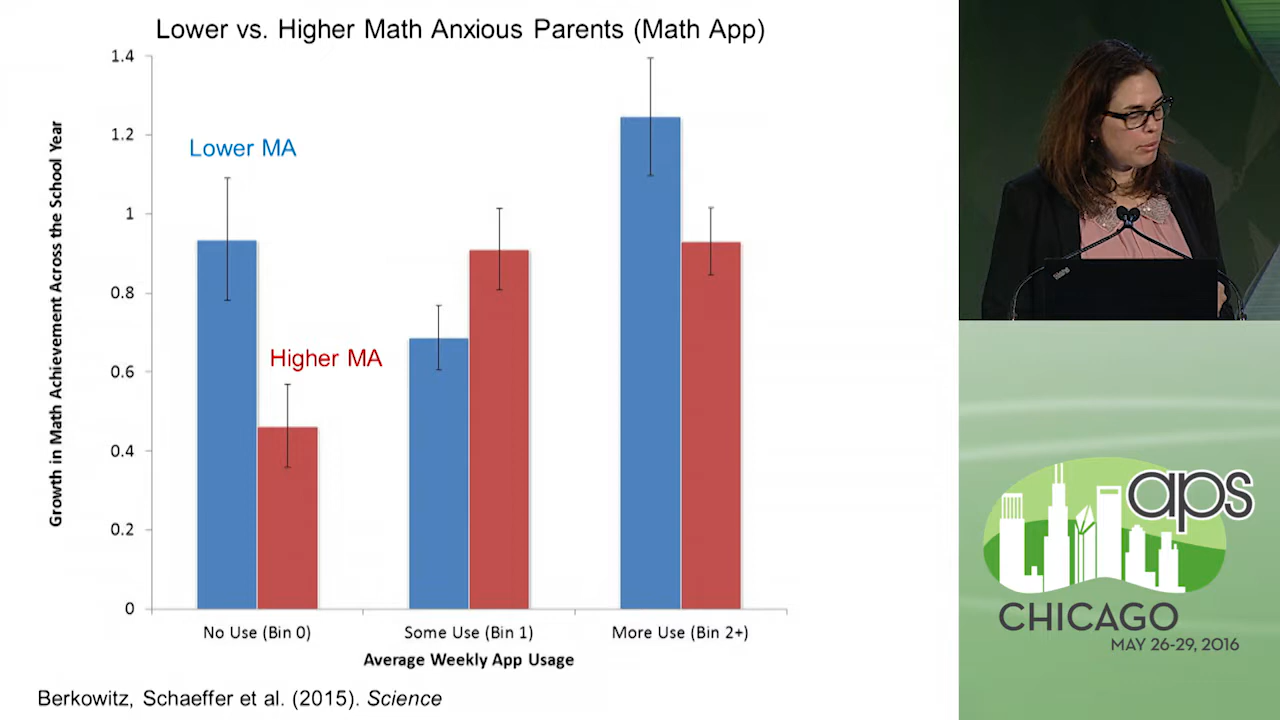 Lower vs. Higher Math Anxious Parents (Math App)
Growth in Math Achievement Across the School Year
1.4
1.2
1
0.8
0.6
0.4
0.2
0
Lower MA
Higher MA
No Use (Bin 0)
Some Use (Bin 1)
More Use (Bin 2+)
Average Weekly App Usage
Berkowitz, Schaeffer et al. (2015). Science
ThinkPad
aps
CHICAGO
MAY 26-29, 2016